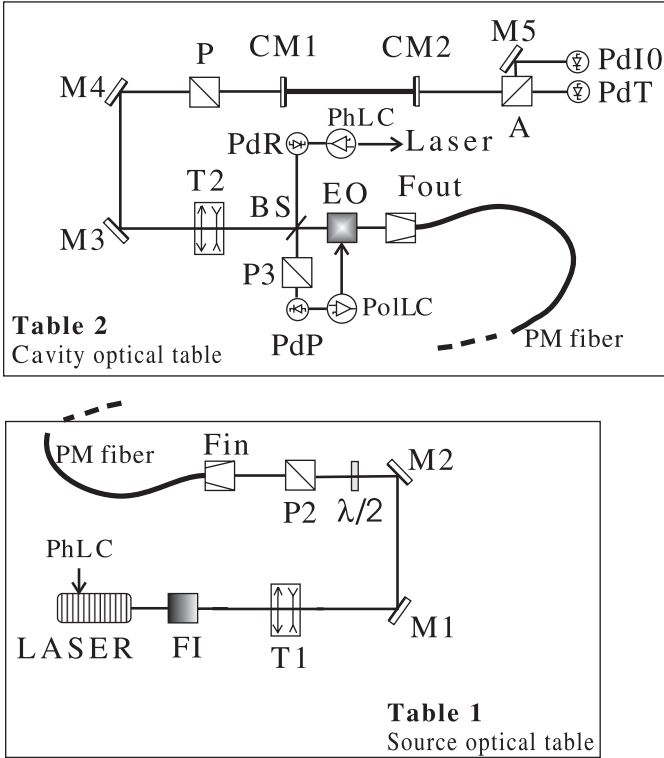 M5
P CM1 CM2 PdI0
M4 PdT
PhLC A
PdR Laser
T2 EO Fout
BS
M3
P3
PolLC
PdP
Table 2
Cavity optical table
PM fiber
PM fiber Fin M2
P2 λ/2
PhLC
M1
LASER FI T1
Table 1
Source optical table